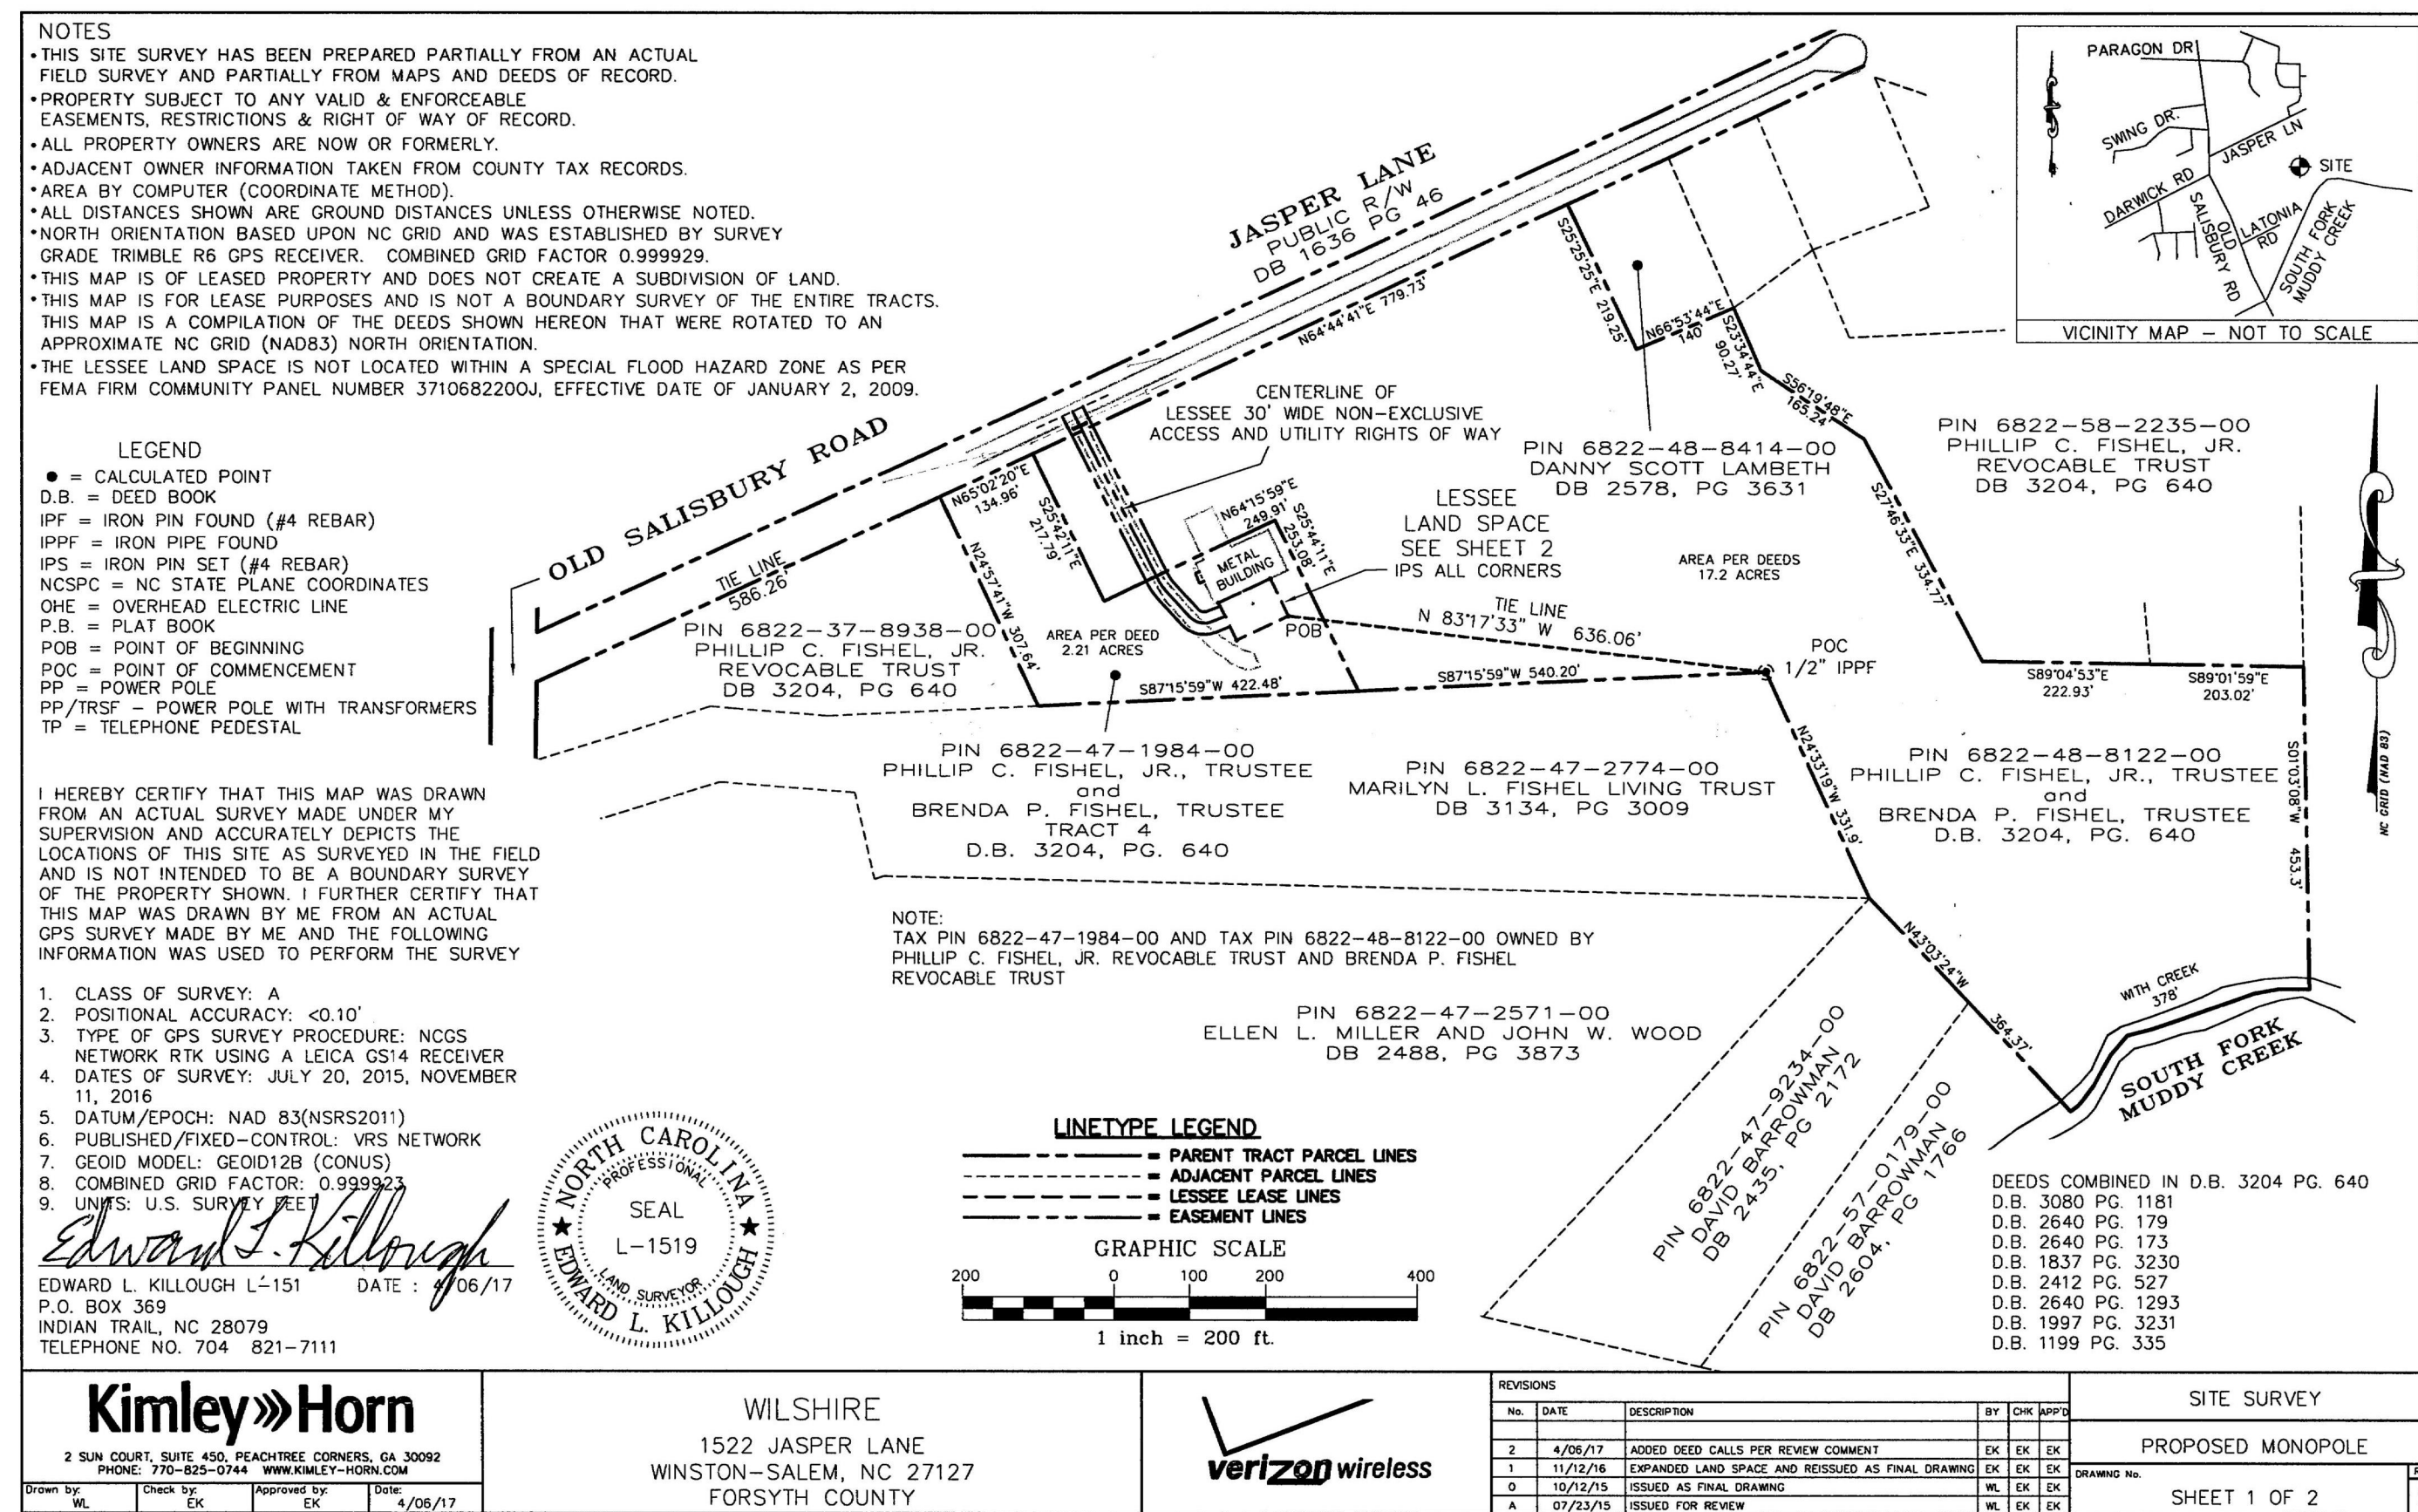 NOTES
•THIS SITE SURVEY HAS BEEN PREPARED PARTIALLY FROM AN ACTUAL
FIELD SURVEY AND PARTIALLY FROM MAPS AND DEEDS OF RECORD.
•PROPERTY SUBJECT TO ANY VALID & ENFORCEABLE
EASEMENTS, RESTRICTIONS & RIGHT OF WAY OF RECORD.
•ALL PROPERTY OWNERS ARE NOW OR FORMERLY.
•ADJACENT OWNER INFORMATION TAKEN FROM COUNTY TAX RECORDS.
•AREA BY COMPUTER (COORDINATE METHOD).
•ALL DISTANCES SHOWN ARE GROUND DISTANCES UNLESS OTHERWISE NOTED.
•NORTH ORIENTATION BASED UPON NC GRID AND WAS ESTABLISHED BY SURVEY
GRADE TRIMBLE R6 GPS RECEIVER. COMBINED GRID FACTOR 0.999929.
•THIS MAP IS OF LEASED PROPERTY AND DOES NOT CREATE A SUBDIVISION OF LAND.
•THIS MAP IS FOR LEASE PURPOSES AND IS NOT A BOUNDARY SURVEY OF THE ENTIRE TRACTS.
THIS MAP IS A COMPILATION OF THE DEEDS SHOWN HEREON THAT WERE ROTATED TO AN
APPROXIMATE NC GRID (NAD83) NORTH ORIENTATION.
•THE LESSEE LAND SPACE IS NOT LOCATED WITHIN A SPECIAL FLOOD HAZARD ZONE AS PER
FEMA FIRM COMMUNITY PANEL NUMBER 3710682200J, EFFECTIVE DATE OF JANUARY 2, 2009.
LEGEND
● = CALCULATED POINT
D.B. = DEED BOOK
IPF = IRON PIN FOUND (#4 REBAR)
IPPF = IRON PIPE FOUND
IPS = IRON PIN SET (#4 REBAR)
NCSPC = NC STATE PLANE COORDINATES
OHE = OVERHEAD ELECTRIC LINE
P.B. = PLAT BOOK
POB = POINT OF BEGINNING
POC = POINT OF COMMENCEMENT
PP = POWER POLE
PP/TRSF – POWER POLE WITH TRANSFORMERS
TP = TELEPHONE PEDESTAL
I HEREBY CERTIFY THAT THIS MAP WAS DRAWN
FROM AN ACTUAL SURVEY MADE UNDER MY
SUPERVISION AND ACCURATELY DEPICTS THE
LOCATIONS OF THIS SITE AS SURVEYED IN THE FIELD
AND IS NOT INTENDED TO BE A BOUNDARY SURVEY
OF THE PROPERTY SHOWN. I FURTHER CERTIFY THAT
THIS MAP WAS DRAWN BY ME FROM AN ACTUAL
GPS SURVEY MADE BY ME AND THE FOLLOWING
INFORMATION WAS USED TO PERFORM THE SURVEY
1. CLASS OF SURVEY: A
2. POSITIONAL ACCURACY: <0.10'
3. TYPE OF GPS SURVEY PROCEDURE: NCGS
NETWORK RTK USING A LEICA GS14 RECEIVER
4. DATES OF SURVEY: JULY 20, 2015, NOVEMBER
11, 2016
5. DATUM/EPOCH: NAD 83(NSRS2011)
6. PUBLISHED/FIXED–CONTROL: VRS NETWORK
7. GEOID MODEL: GEOID12B (CONUS)
8. COMBINED GRID FACTOR: 0.999923
9. UNITS: U.S. SURVEY FEET
Edward L. Killough
EDWARD L. KILLOUGH L–151 DATE : 4/06/17
P.O. BOX 369
INDIAN TRAIL, NC 28079
TELEPHONE NO. 704 821–7111
NORTH CAROLINA
PROFESSIONAL
SEAL
L–1519
LAND SURVEYOR
EDWARD L. KILLOUGH
JASPER LANE
PUBLIC R/W
DB 1636 PG 46
OLD SALISBURY ROAD
N64°44'41"E 779.73'
N65°02'20"E
134.96'
TIE LINE
586.26'
S25°42'11"E
217.79'
N24°57'41"W 307.64'
CENTERLINE OF
LESSEE 30' WIDE NON–EXCLUSIVE
ACCESS AND UTILITY RIGHTS OF WAY
N64°15'59"E
249.91'
S25°44'11"E
253.08'
METAL
BUILDING
LESSEE
LAND SPACE
SEE SHEET 2
IPS ALL CORNERS
POB
TIE LINE
N 83°17'33" W 636.06'
POC
1/2" IPPF
S87°15'59"W 422.48'
S87°15'59"W 540.20'
AREA PER DEED
2.21 ACRES
AREA PER DEEDS
17.2 ACRES
S25°25'25"E 219.25'
N66°53'44"E
140'
S23°34'44"E
90.27'
S56°19'48"E
165.24'
S27°46'33"E 334.77'
S89°04'53"E
222.93'
S89°01'59"E
203.02'
S01°03'08"W 453.3'
N24°33'19"W 331.9'
N43°03'24"W
364.37'
WITH CREEK
378'
SOUTH FORK
MUDDY CREEK
PIN 6822–48–8414–00
DANNY SCOTT LAMBETH
DB 2578, PG 3631
PIN 6822–58–2235–00
PHILLIP C. FISHEL, JR.
REVOCABLE TRUST
DB 3204, PG 640
PIN 6822–37–8938–00
PHILLIP C. FISHEL, JR.
REVOCABLE TRUST
DB 3204, PG 640
PIN 6822–47–1984–00
PHILLIP C. FISHEL, JR., TRUSTEE
and
BRENDA P. FISHEL, TRUSTEE
TRACT 4
D.B. 3204, PG. 640
PIN 6822–47–2774–00
MARILYN L. FISHEL LIVING TRUST
DB 3134, PG 3009
PIN 6822–48–8122–00
PHILLIP C. FISHEL, JR., TRUSTEE
and
BRENDA P. FISHEL, TRUSTEE
D.B. 3204, PG. 640
NOTE:
TAX PIN 6822–47–1984–00 AND TAX PIN 6822–48–8122–00 OWNED BY
PHILLIP C. FISHEL, JR. REVOCABLE TRUST AND BRENDA P. FISHEL
REVOCABLE TRUST
PIN 6822–47–2571–00
ELLEN L. MILLER AND JOHN W. WOOD
DB 2488, PG 3873
PIN 6822–47–9234–00
DAVID BARROWMAN
DB 2435, PG 2172
PIN 6822–57–0179–00
DAVID BARROWMAN
DB 2604, PG 1766
LINETYPE LEGEND
= PARENT TRACT PARCEL LINES
= ADJACENT PARCEL LINES
= LESSEE LEASE LINES
= EASEMENT LINES
GRAPHIC SCALE
200 0 100 200 400
1 inch = 200 ft.
DEEDS COMBINED IN D.B. 3204 PG. 640
D.B. 3080 PG. 1181
D.B. 2640 PG. 179
D.B. 2640 PG. 173
D.B. 1837 PG. 3230
D.B. 2412 PG. 527
D.B. 2640 PG. 1293
D.B. 1997 PG. 3231
D.B. 1199 PG. 335
PARAGON DR
SWING DR.
JASPER LN
SITE
DARWICK RD
OLD
SALISBURY RD
LATONIA
RD
SOUTH FORK
MUDDY CREEK
VICINITY MAP – NOT TO SCALE
NC GRID (NAD 83)
Kimley»Horn
2 SUN COURT, SUITE 450, PEACHTREE CORNERS, GA 30092
PHONE: 770–825–0744 WWW.KIMLEY–HORN.COM
Drawn by: WL Check by: EK Approved by: EK Date: 4/06/17
WILSHIRE
1522 JASPER LANE
WINSTON–SALEM, NC 27127
FORSYTH COUNTY
verizon wireless
REVISIONS
No. DATE DESCRIPTION BY CHK APP'D
2 4/06/17 ADDED DEED CALLS PER REVIEW COMMENT EK EK EK
1 11/12/16 EXPANDED LAND SPACE AND REISSUED AS FINAL DRAWING EK EK EK
0 10/12/15 ISSUED AS FINAL DRAWING WL EK EK
A 07/23/15 ISSUED FOR REVIEW WL EK EK
SITE SURVEY
PROPOSED MONOPOLE
DRAWING No.
SHEET 1 OF 2